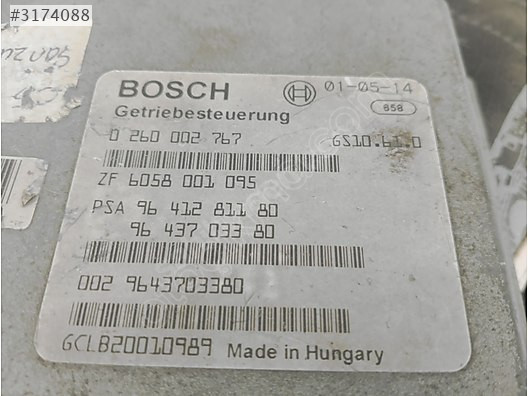 #3174088
BOSCH
01-05-14
Getriebesteuerung
858
0 260 002 767
GS10.61.0
ZF 6058 001 095
PSA 96 412 811 80
96 437 033 80
002 9643703380
GCLB20010989 Made in Hungary